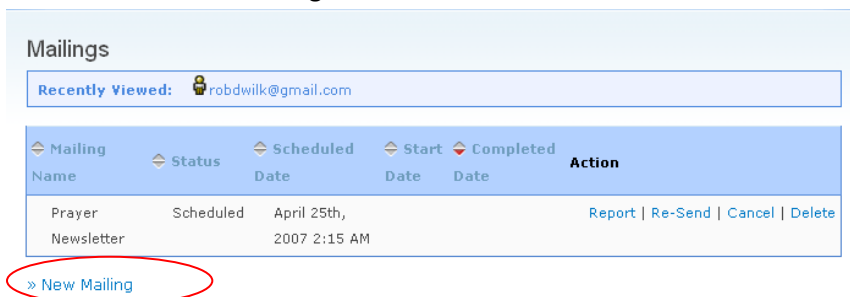 Mailings
Recently Viewed: robdwilk@gmail.com
Mailing Name Status Scheduled Date Start Date Completed Date Action
Prayer Newsletter Scheduled April 25th, 2007 2:15 AM Report | Re-Send | Cancel | Delete
» New Mailing